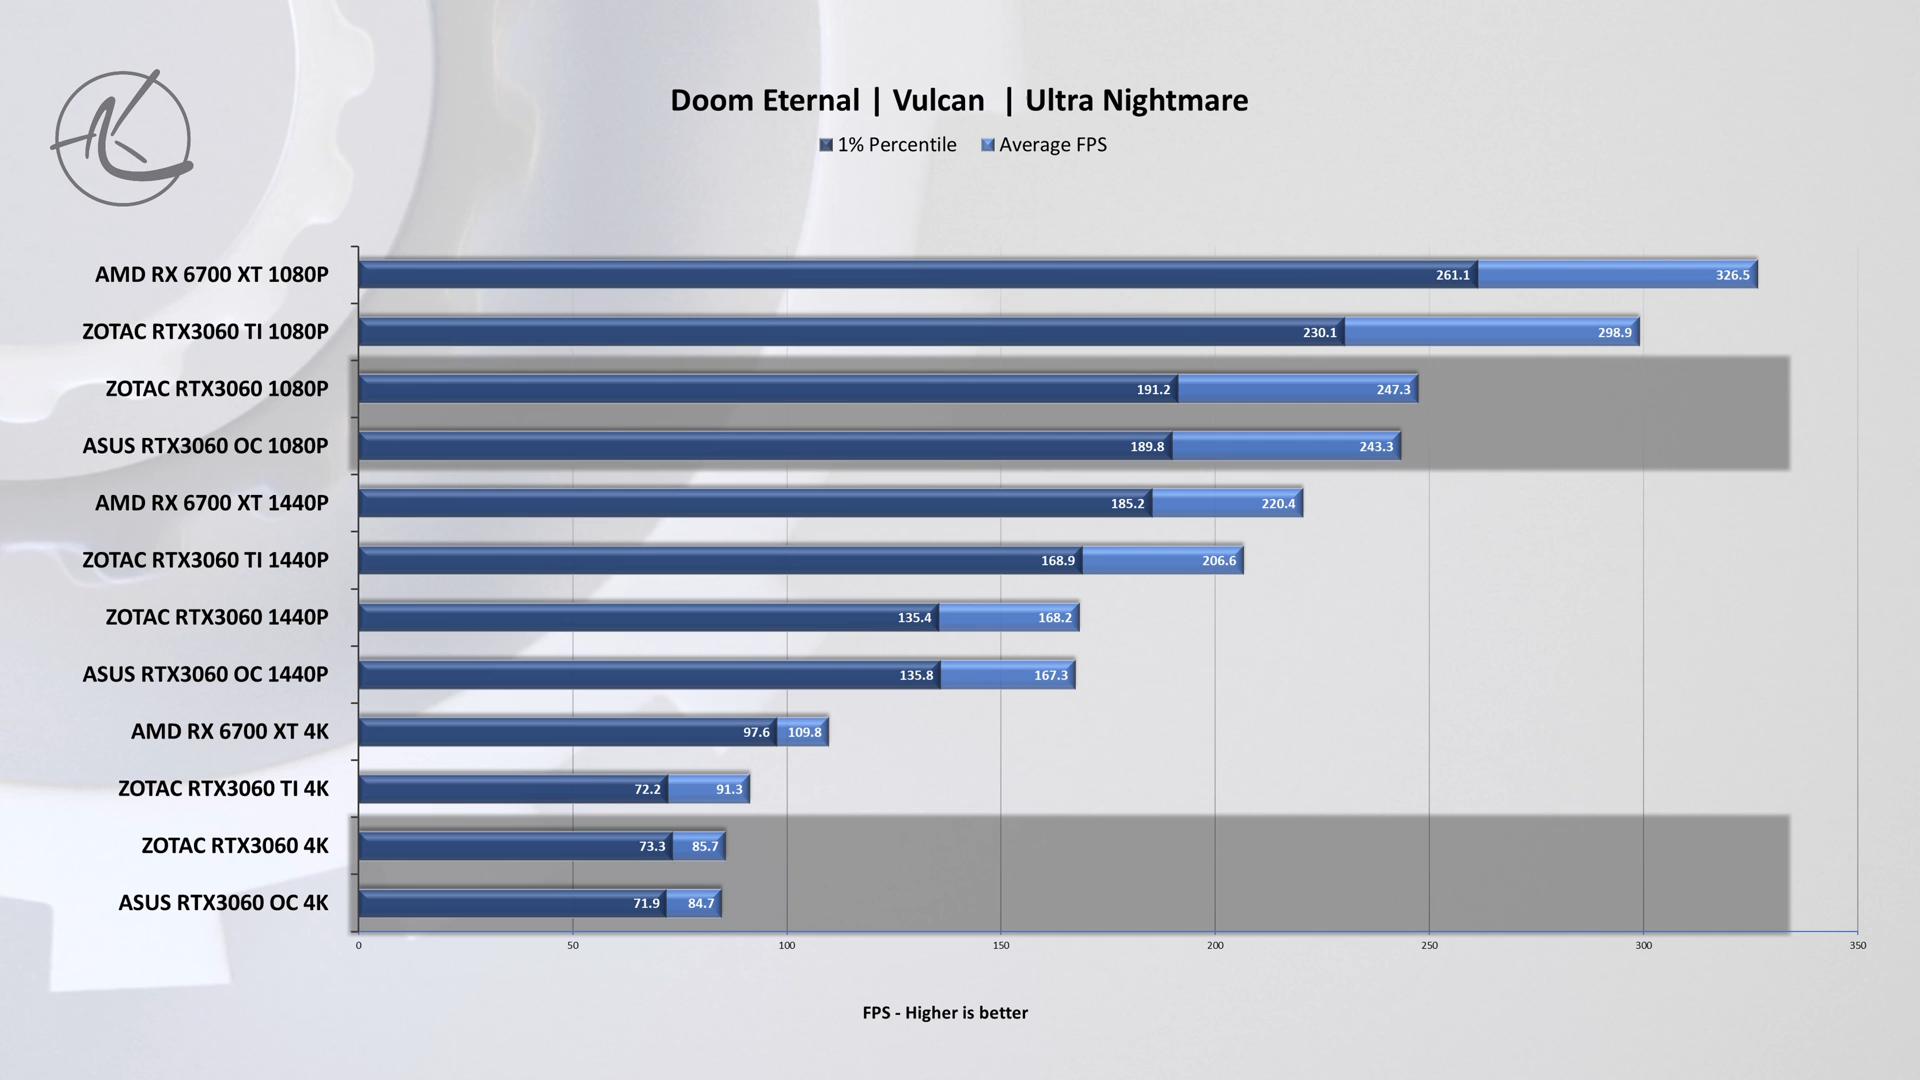 Doom Eternal | Vulcan | Ultra Nightmare
1% Percentile Average FPS
AMD RX 6700 XT 1080P 261.1 326.5
ZOTAC RTX3060 TI 1080P 230.1 298.9
ZOTAC RTX3060 1080P 191.2 247.3
ASUS RTX3060 OC 1080P 189.8 243.3
AMD RX 6700 XT 1440P 185.2 220.4
ZOTAC RTX3060 TI 1440P 168.9 206.6
ZOTAC RTX3060 1440P 135.4 168.2
ASUS RTX3060 OC 1440P 135.8 167.3
AMD RX 6700 XT 4K 97.6 109.8
ZOTAC RTX3060 TI 4K 72.2 91.3
ZOTAC RTX3060 4K 73.3 85.7
ASUS RTX3060 OC 4K 71.9 84.7
0 50 100 150 200 250 300 350
FPS - Higher is better